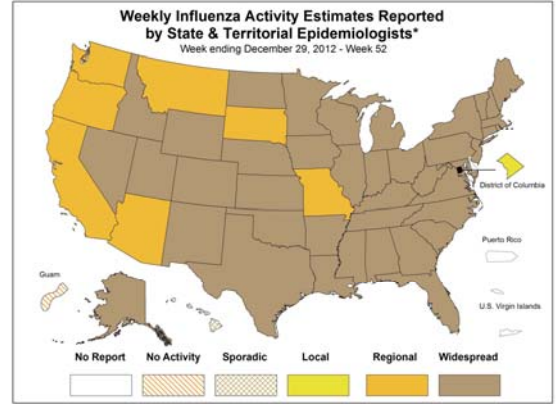 Weekly Influenza Activity Estimates Reported
by State & Territorial Epidemiologists*
Week ending December 29, 2012 - Week 52
District of Columbia
Puerto Rico
Guam
U.S. Virgin Islands
No Report No Activity Sporadic Local Regional Widespread